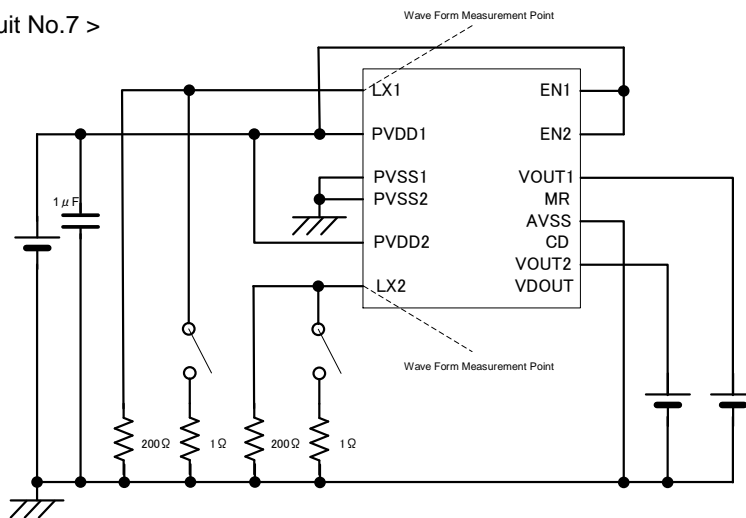 uit No.7 >
Wave Form Measurement Point
LX1 EN1
PVDD1 EN2
PVSS1 VOUT1
PVSS2 MR
AVSS
PVDD2 CD
VOUT2
LX2 VDOUT
1μF
Wave Form Measurement Point
200Ω 1Ω 200Ω 1Ω